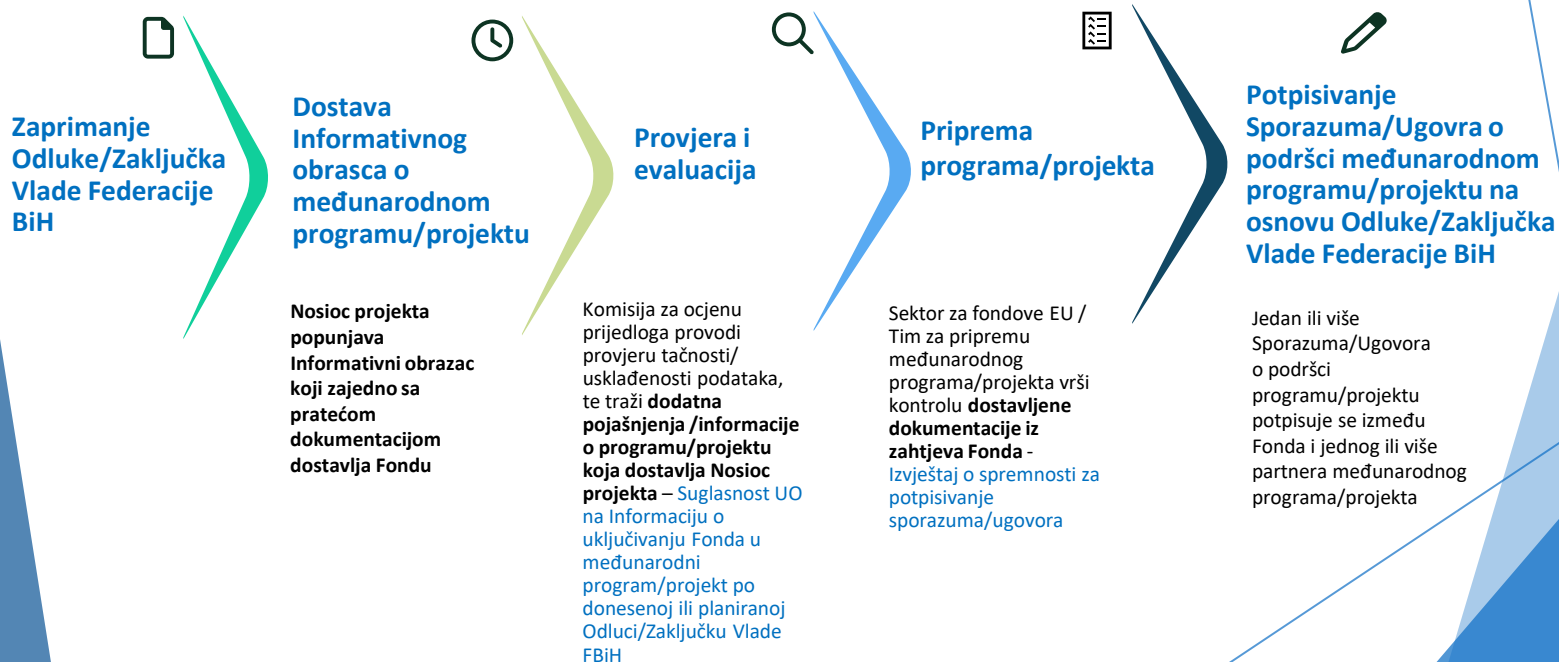 Zaprimanje
Odluke/Zaključka
Vlade Federacije
BiH
Dostava
Informativnog
obrasca o
međunarodnom
programu/projektu
Nosioc projekta
popunjava
Informativni obrazac
koji zajedno sa
pratećom
dokumentacijom
dostavlja Fondu
Provjera i
evaluacija
Komisija za ocjenu
prijedloga provodi
provjeru tačnosti/
usklađenosti podataka,
te traži dodatna
pojašnjenja /informacije
o programu/projektu
koja dostavlja Nosioc
projekta – Suglasnost UO
na Informaciju o
uključivanju Fonda u
međunarodni
program/projekt po
donesenoj ili planiranoj
Odluci/Zaključku Vlade
FBiH
Priprema
programa/projekta
Sektor za fondove EU /
Tim za pripremu
međunarodnog
programa/projekta vrši
kontrolu dostavljene
dokumentacije iz
zahtjeva Fonda -
Izvještaj o spremnosti za
potpisivanje
sporazuma/ugovora
Potpisivanje
Sporazuma/Ugovra o
podršci međunarodnom
programu/projektu na
osnovu Odluke/Zaključka
Vlade Federacije BiH
Jedan ili više
Sporazuma/Ugovora
o podršci
programu/projektu
potpisuje se između
Fonda i jednog ili više
partnera međunarodnog
programa/projekta